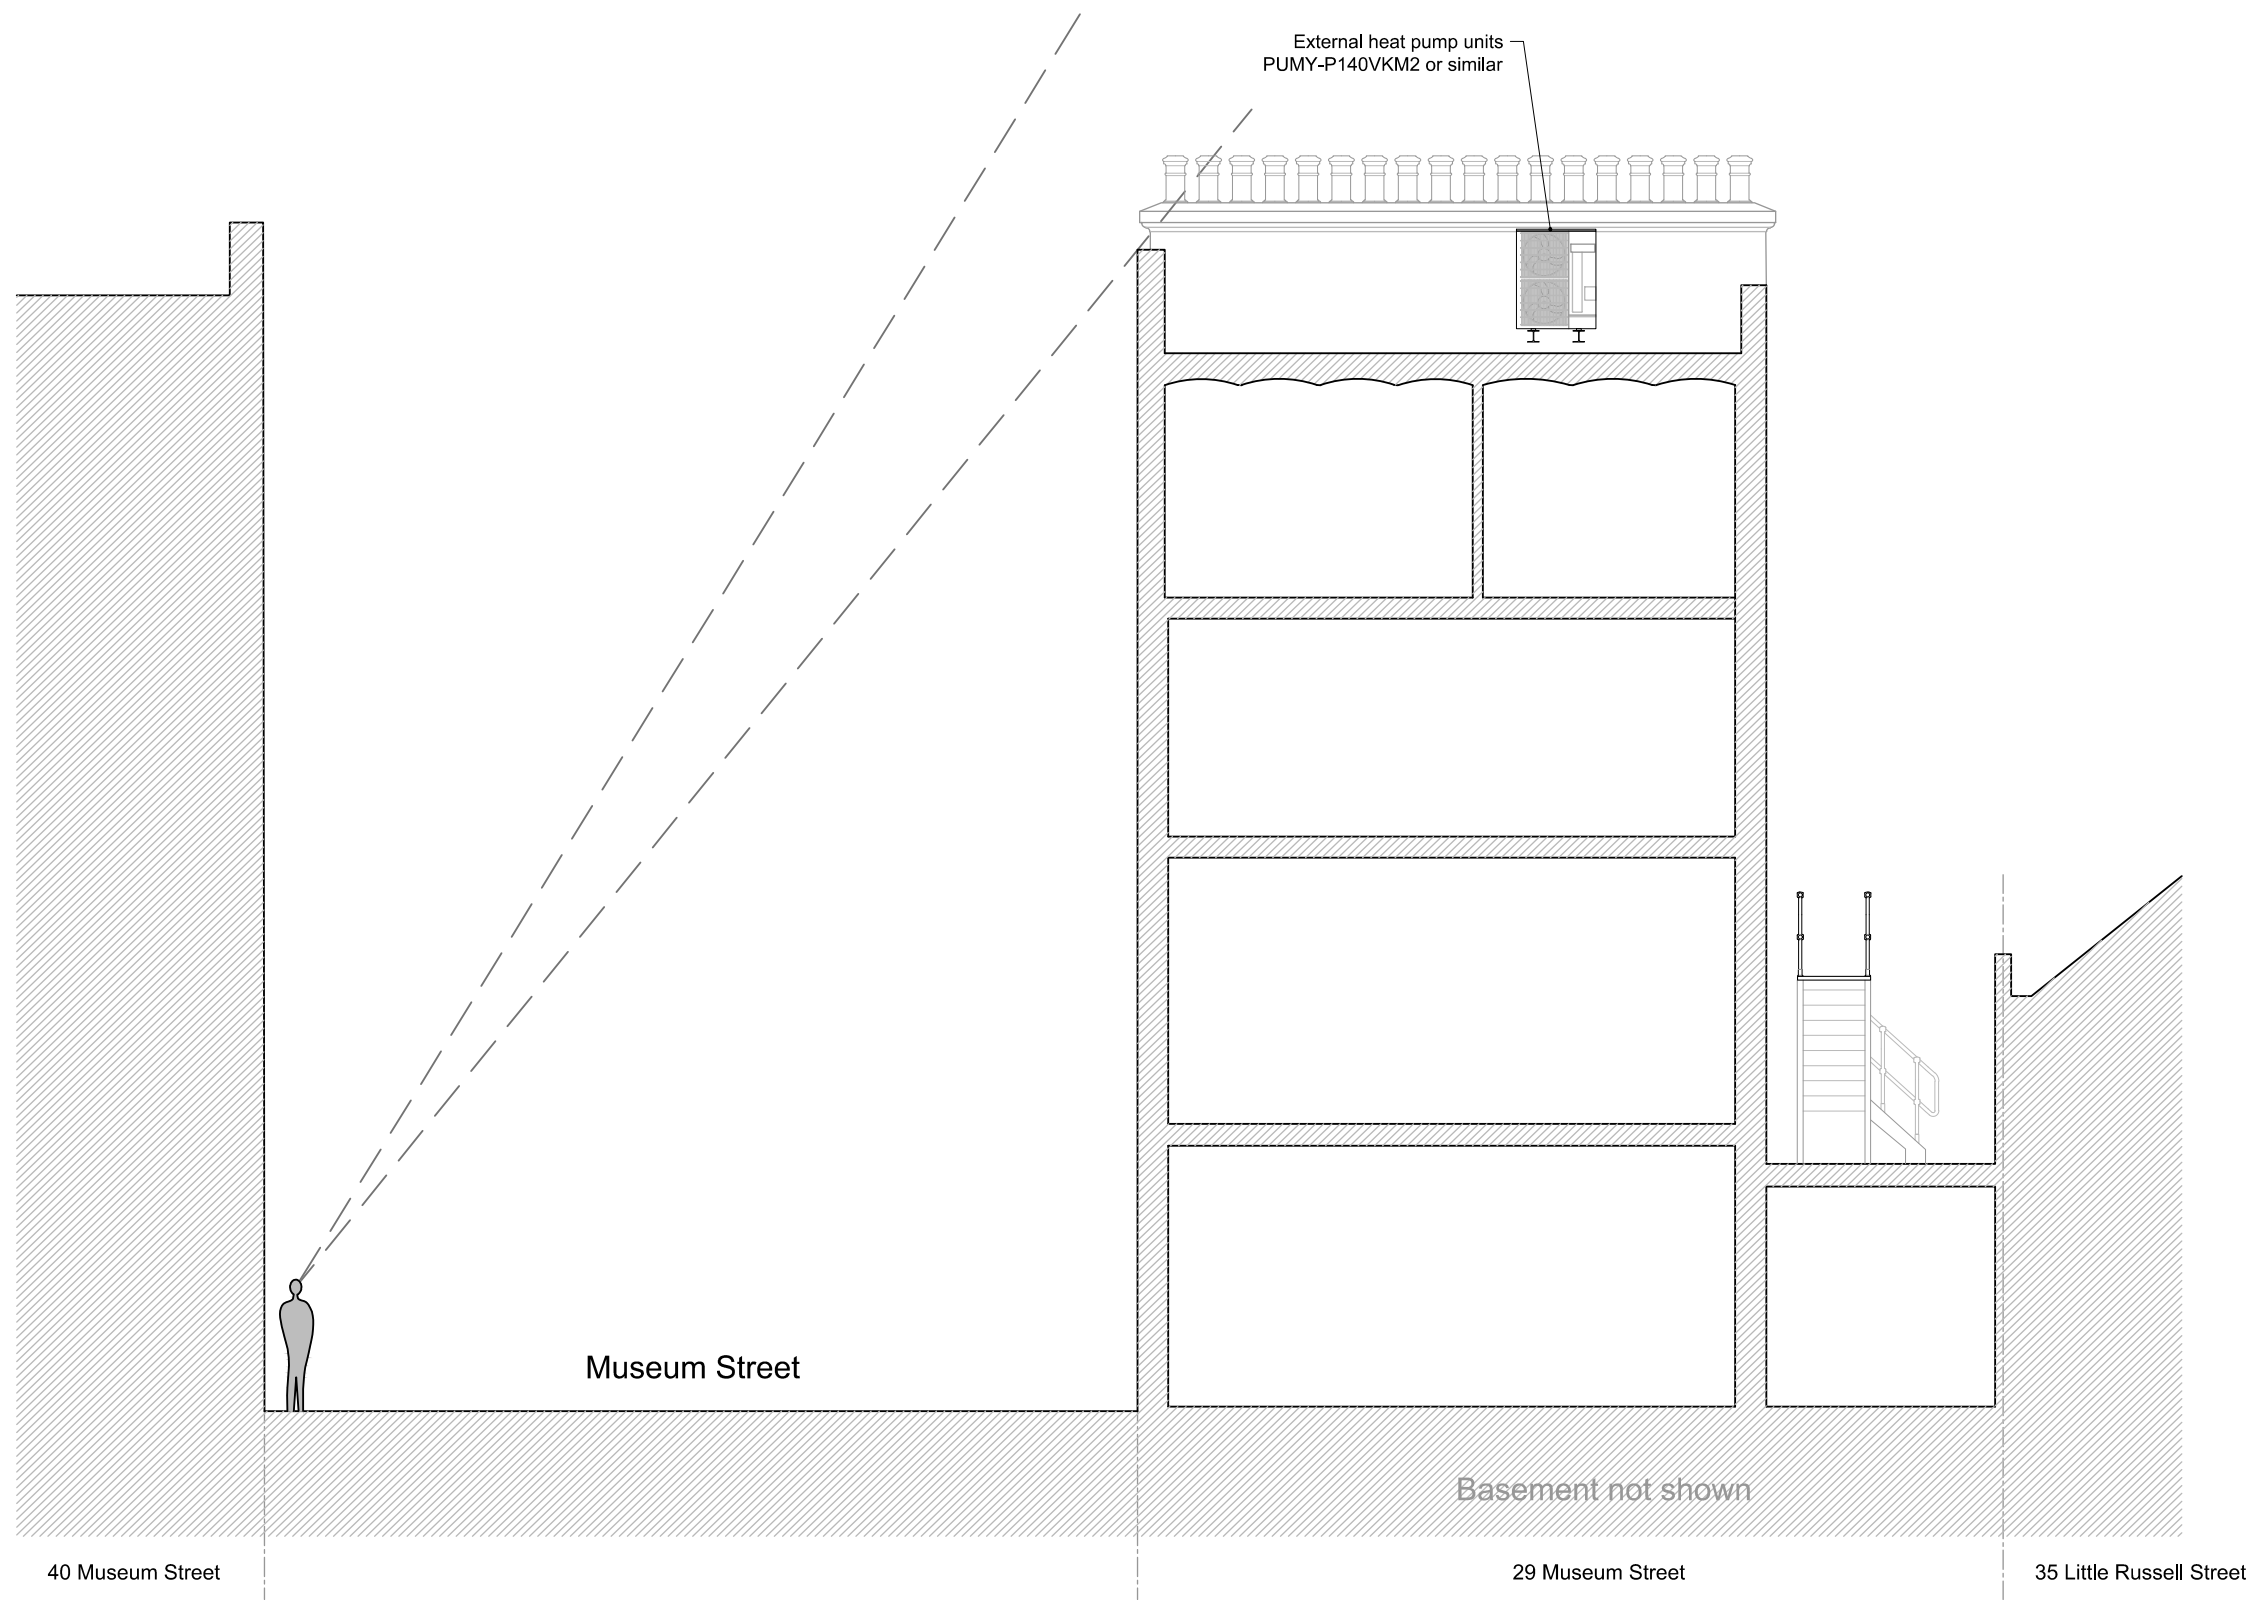 External heat pump units
PUMY-P140VKM2 or similar
Museum Street
Basement not shown
40 Museum Street
29 Museum Street
35 Little Russell Street